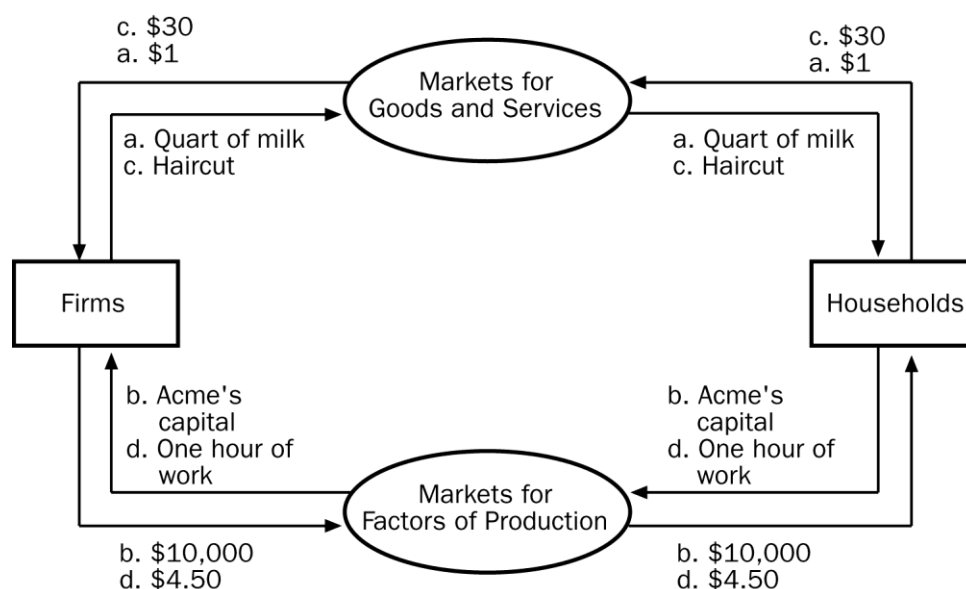 c. $30
a. $1
c. $30
a. $1
Markets for
Goods and Services
a. Quart of milk
c. Haircut
a. Quart of milk
c. Haircut
Firms
Households
b. Acme's
capital
d. One hour of
work
b. Acme's
capital
d. One hour of
work
Markets for
Factors of Production
b. $10,000
d. $4.50
b. $10,000
d. $4.50